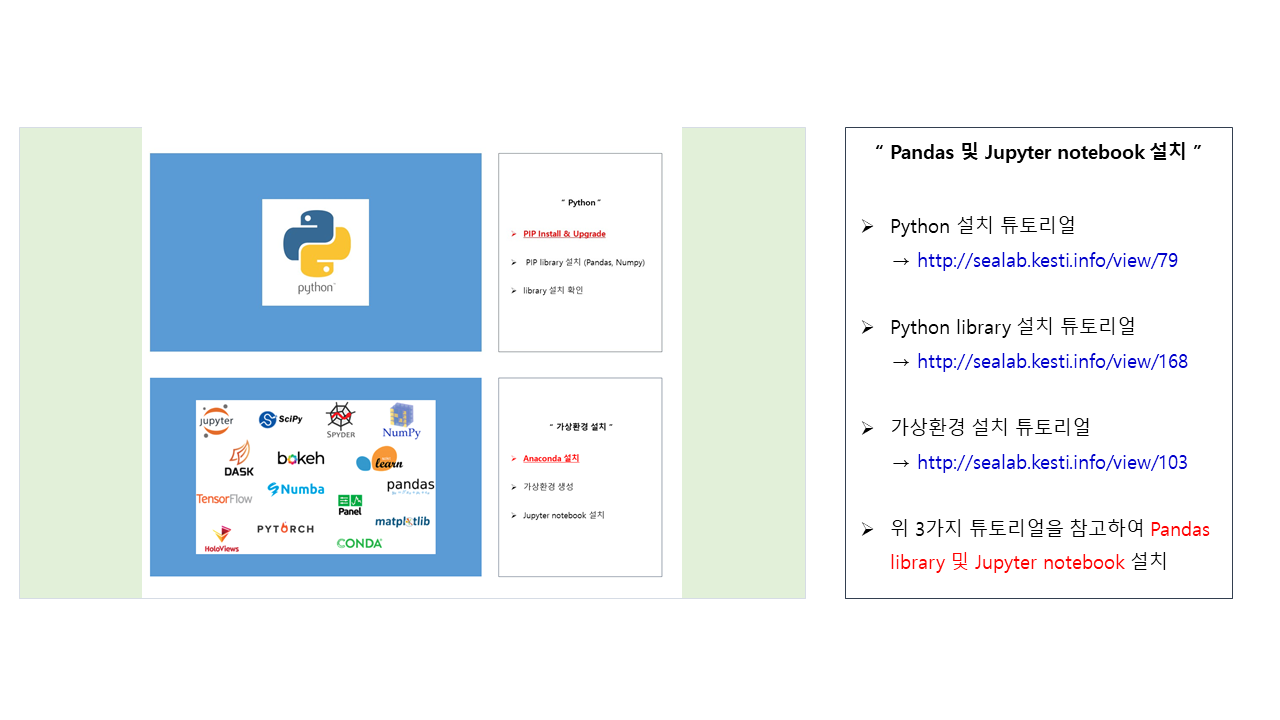 python
“ Python “
➢ PIP Install & Upgrade
➢ PIP library 설치 (Pandas, Numpy)
➢ library 설치 확인
jupyter
SciPy
SPYDER
NumPy
DASK
bokeh
learn
TensorFlow
Numba
Panel
pandas
HoloViews
PYTORCH
matplotlib
CONDA
“ 가상환경 설치 “
➢ Anaconda 설치
➢ 가상환경 생성
➢ Jupyter notebook 설치
“ Pandas 및 Jupyter notebook 설치 ”
➢ Python 설치 튜토리얼
→ http://sealab.kesti.info/view/79
➢ Python library 설치 튜토리얼
→ http://sealab.kesti.info/view/168
➢ 가상환경 설치 튜토리얼
→ http://sealab.kesti.info/view/103
➢ 위 3가지 튜토리얼을 참고하여 Pandas
library 및 Jupyter notebook 설치